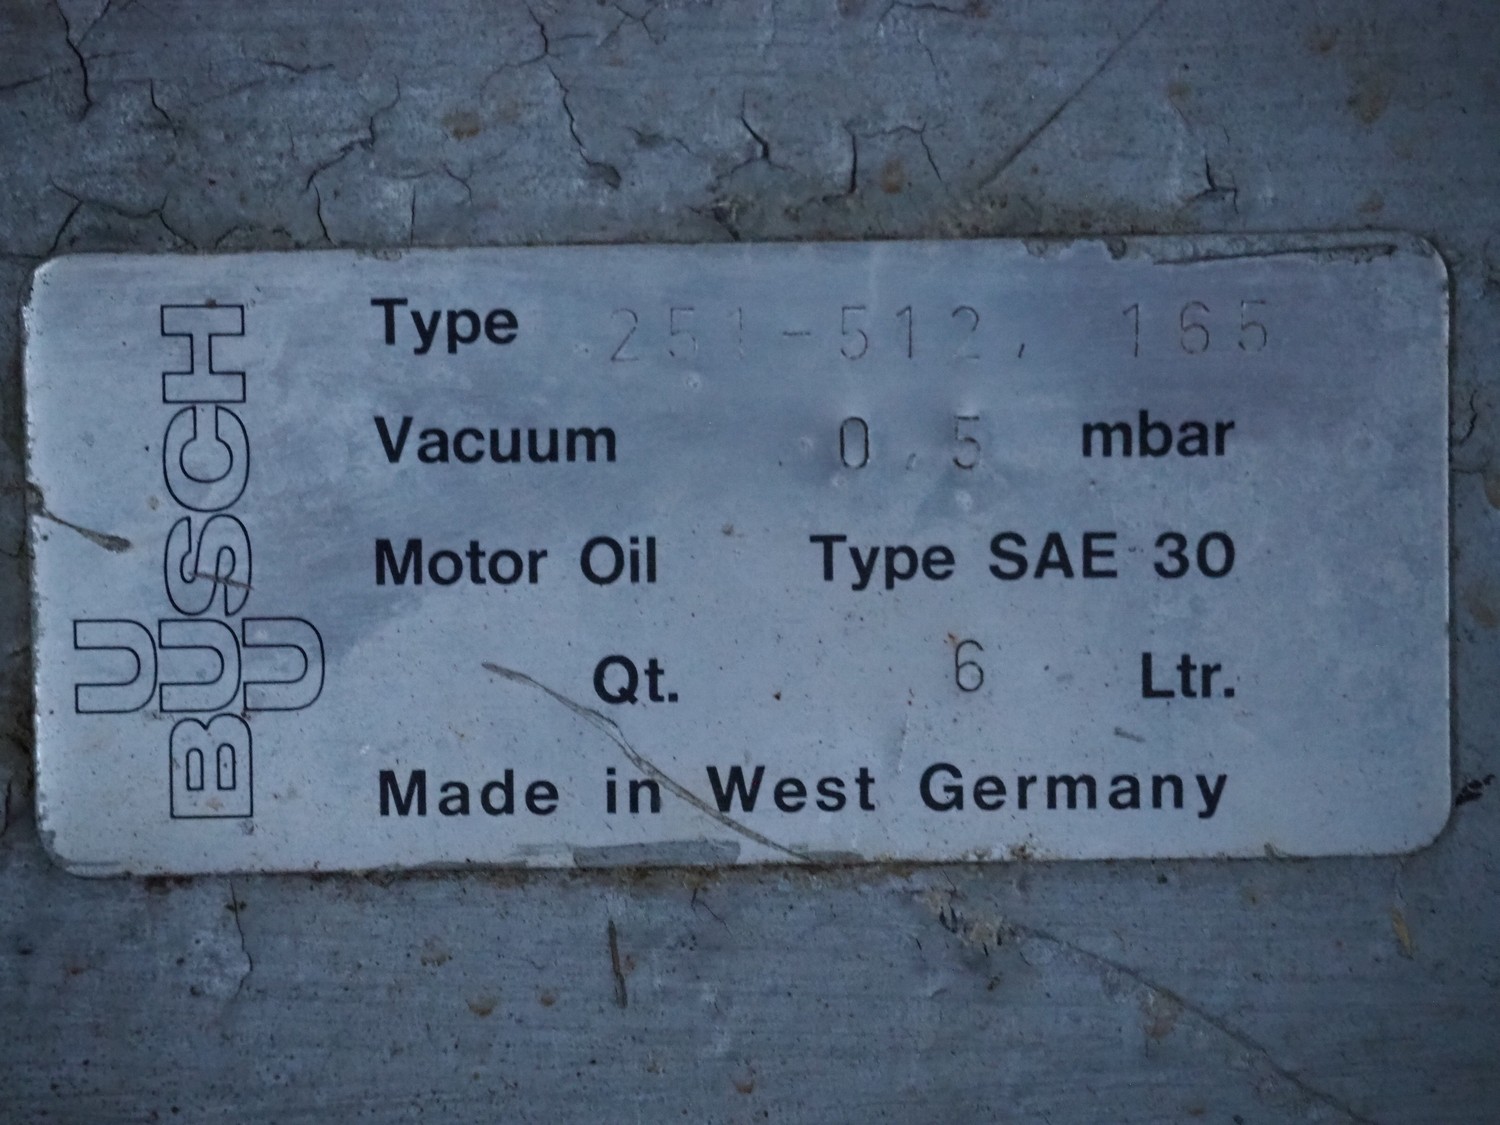 BUSCH
U
U
Type 251-512, 165
Vacuum 0.5 mbar
Motor Oil Type SAE 30
Qt. 6 Ltr.
Made in West Germany